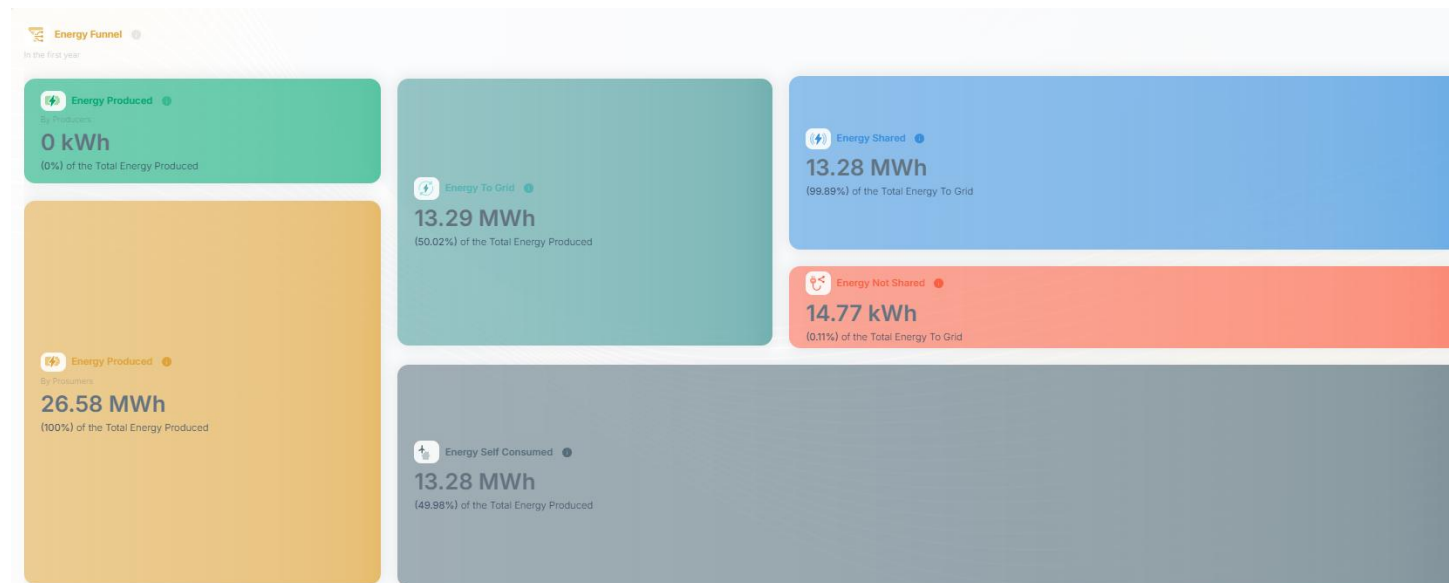 Energy Funnel
In the first year
Energy Produced
By Producers
0 kWh
(0%) of the Total Energy Produced
Energy Produced
By Prosumers
26.58 MWh
(100%) of the Total Energy Produced
Energy To Grid
13.29 MWh
(50.02%) of the Total Energy Produced
Energy Shared
13.28 MWh
(99.89%) of the Total Energy To Grid
Energy Not Shared
14.77 kWh
(0.11%) of the Total Energy To Grid
Energy Self Consumed
13.28 MWh
(49.98%) of the Total Energy Produced